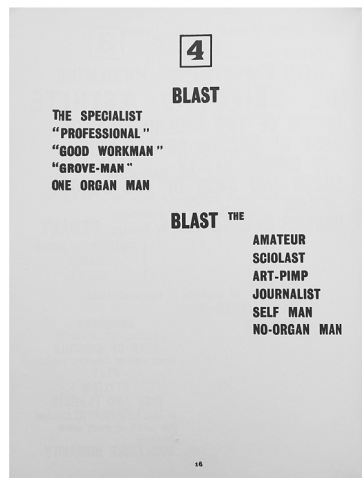 4
BLAST
THE SPECIALIST
"PROFESSIONAL"
"GOOD WORKMAN"
"GROVE-MAN"
ONE ORGAN MAN
BLAST THE
AMATEUR
SCIOLAST
ART-PIMP
JOURNALIST
SELF MAN
NO-ORGAN MAN
16